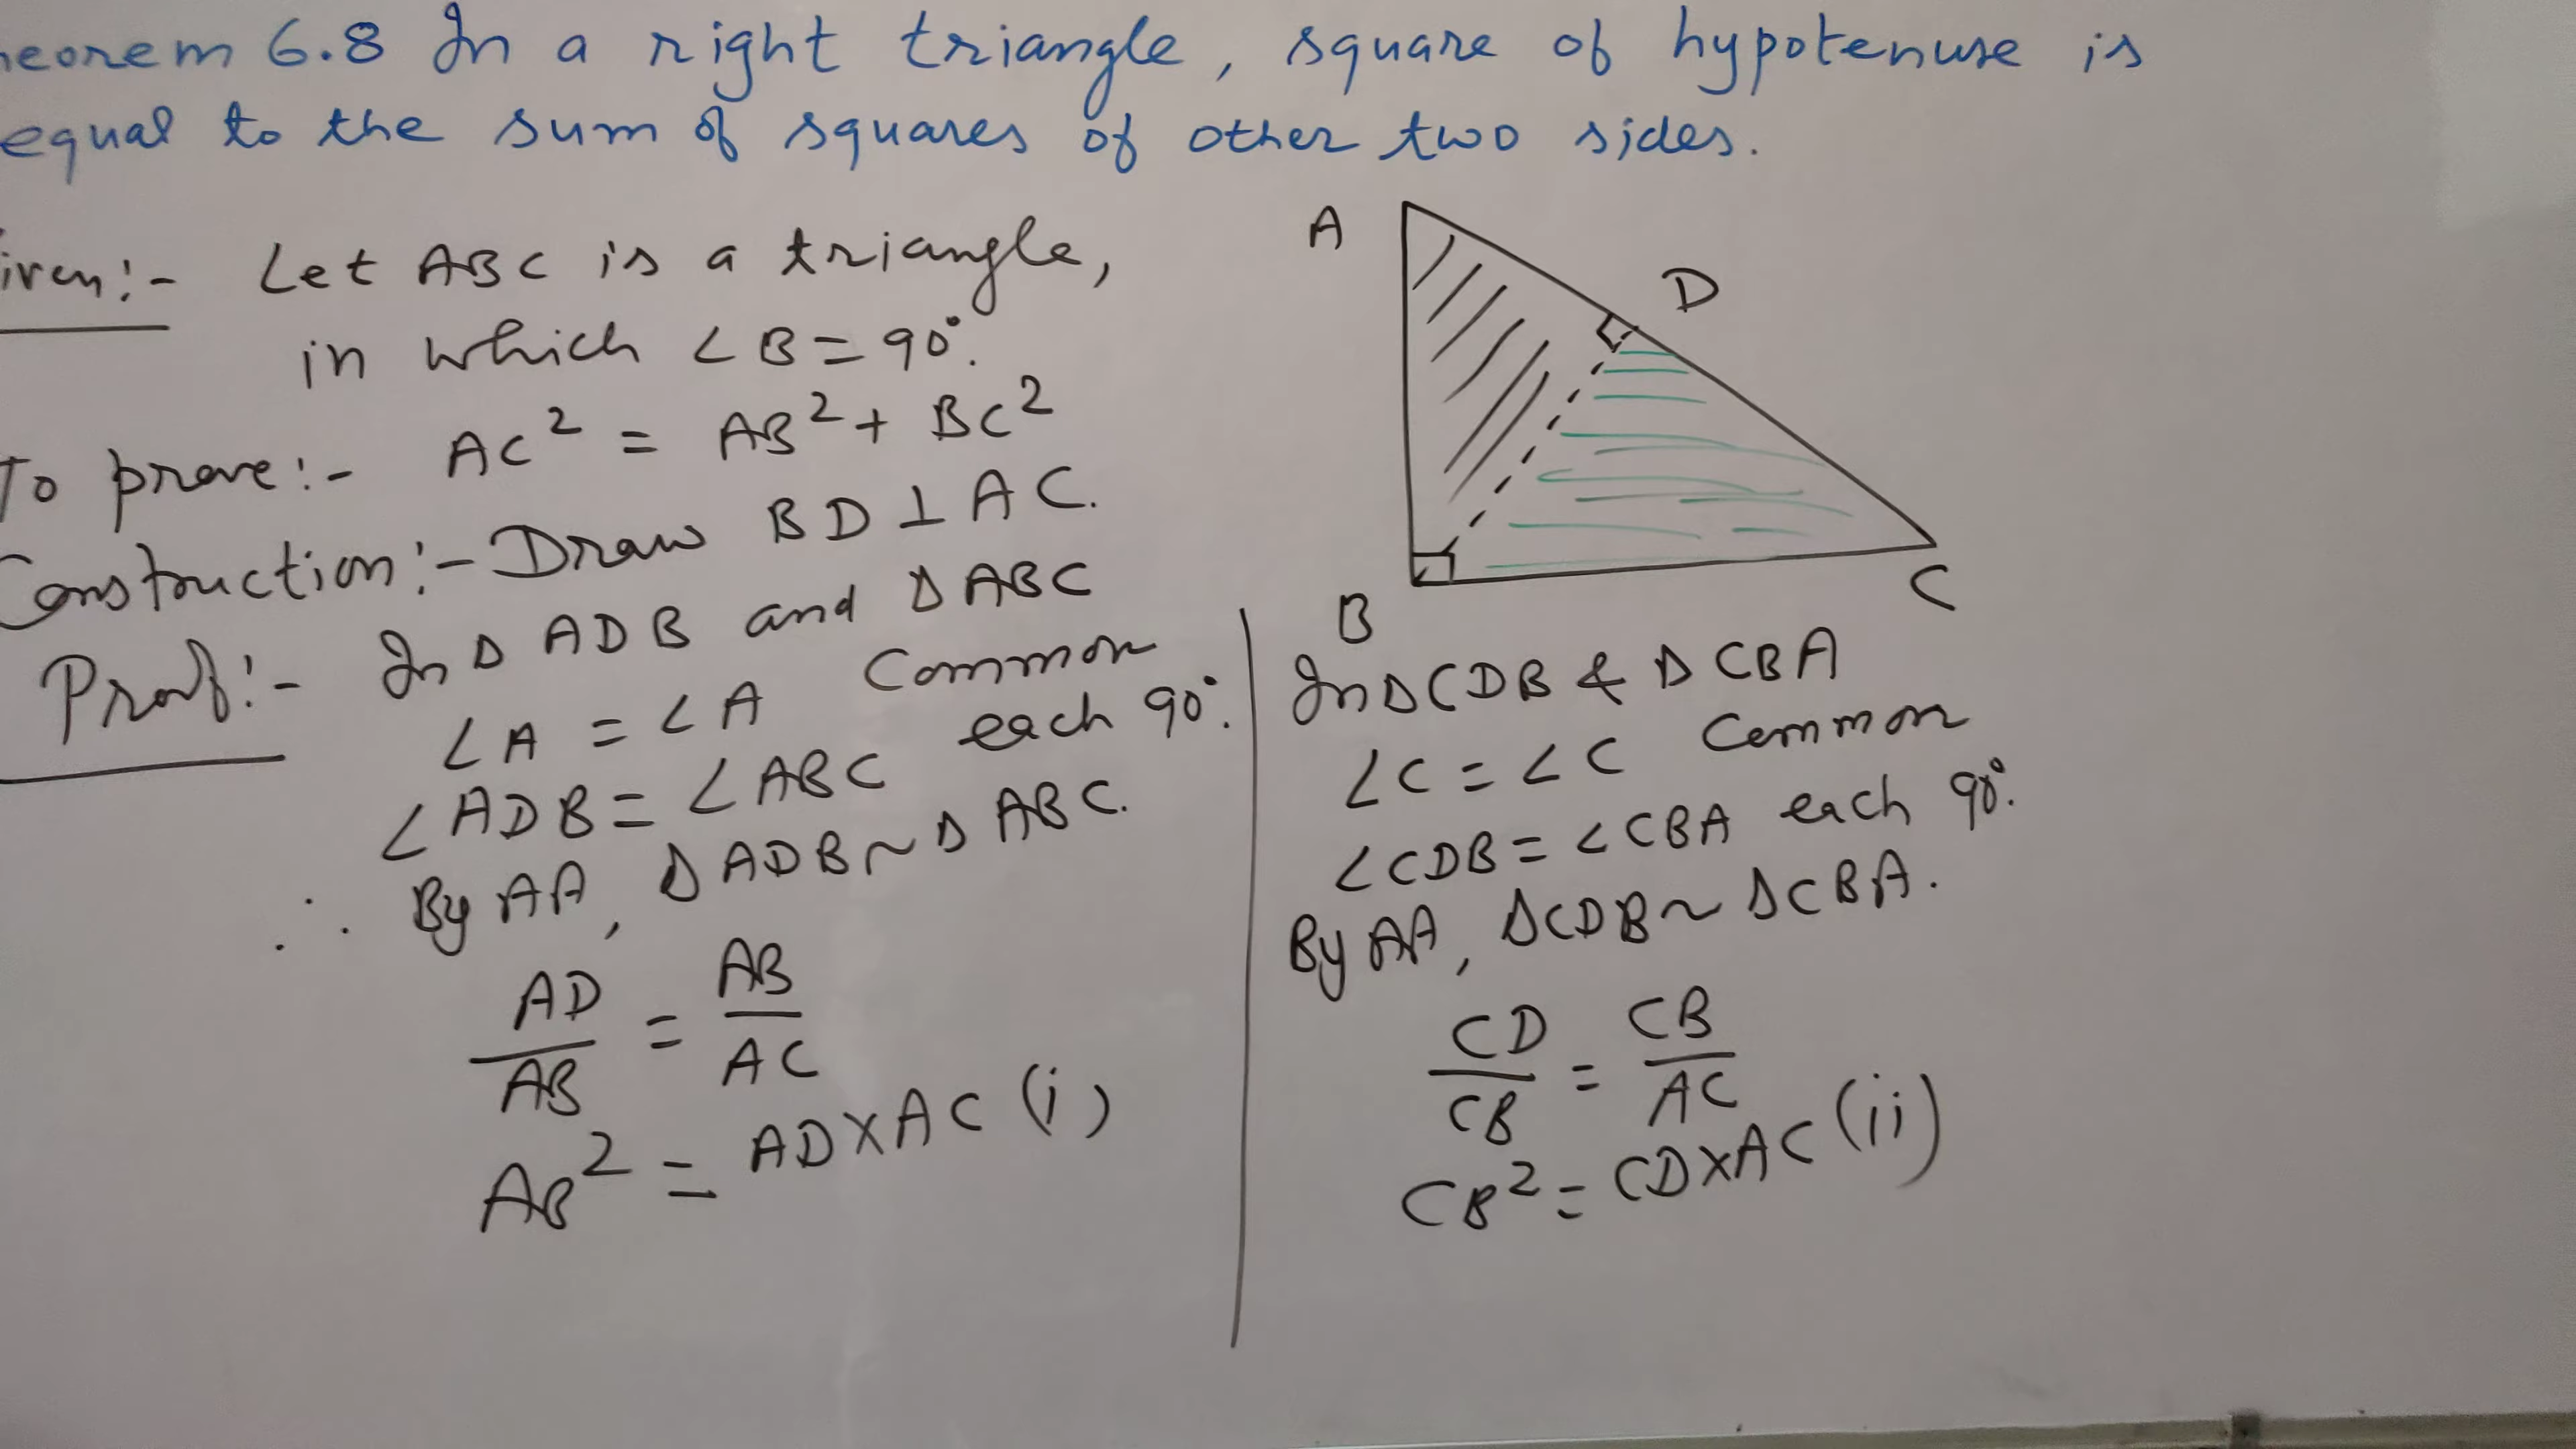 eorem 6.8 In a right triangle, square of hypotenuse is
equal to the sum of squares of other two sides.
iven:- Let ABC is a triangle,
in which ∠B = 90°.
To prove:- AC² = AB² + BC²
Construction:- Draw BD ⊥ AC.
Proof:- In Δ ADB and Δ ABC
∠A = ∠A Common
∠ADB = ∠ABC each 90°.
∴ By AA, Δ ADB ~ Δ ABC.
AD/AB = AB/AC
AB² = AD×AC (i)
A
D
B
C
In Δ CDB & Δ CBA
∠C = ∠C Common
∠CDB = ∠CBA each 90°.
By AA, ΔCDB ~ ΔCBA.
CD/CB = CB/AC
CB² = CD×AC (ii)